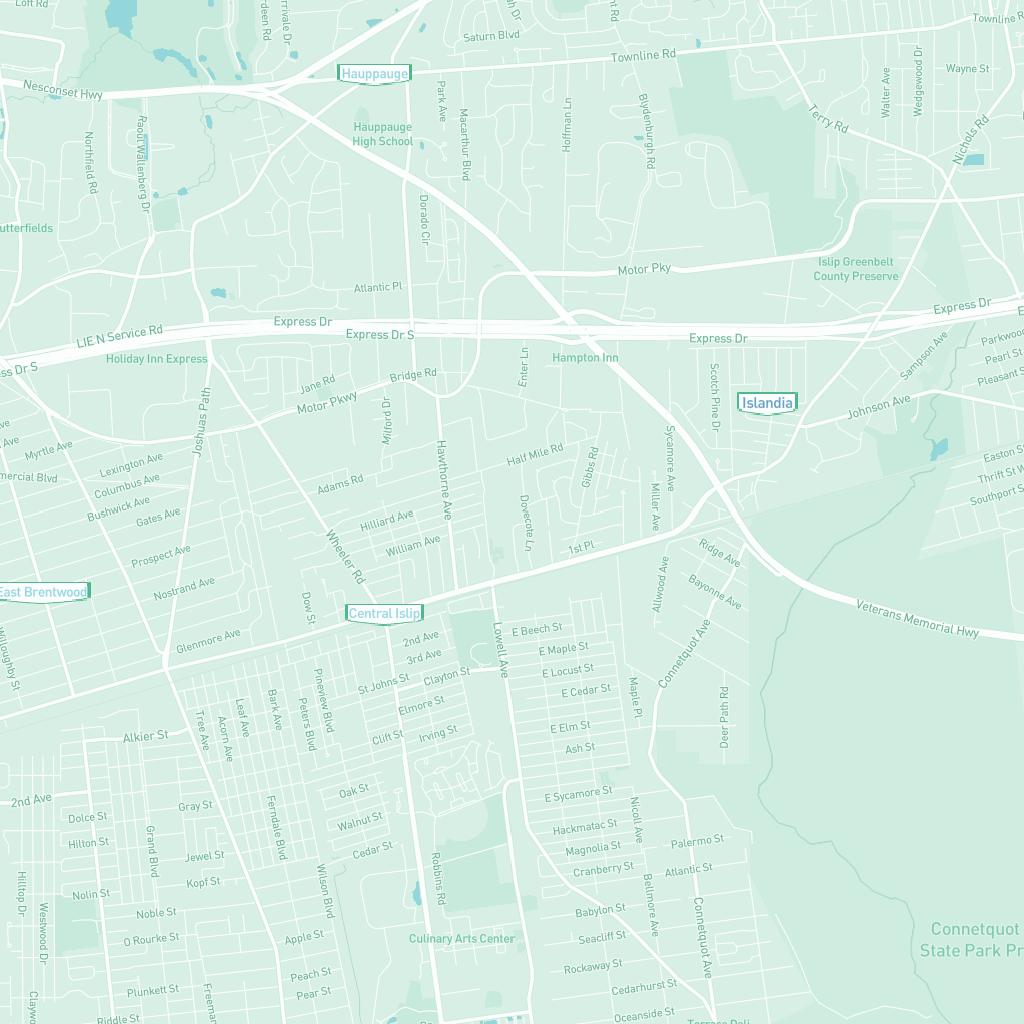 Loft Rd
Saturn Blvd
Townline Rd
Townline Rd
Hauppauge
Nesconset Hwy
Park Ave
Macarthur Blvd
Hoffman Ln
Blydenburgh Rd
Walter Ave
Wedgewood Dr
Wayne St
Terry Rd
Nichols Rd
Hauppauge
High School
Northfield Rd
Raoul Wallenberg Dr
Dorado Cir
Islip Greenbelt
County Preserve
Motor Pky
Atlantic Pl
Express Dr
LIE N Service Rd
Express Dr
Express Dr S
Express Dr
Holiday Inn Express
Hampton Inn
Enter Ln
Sampson Ave
Pearl St
Bridge Rd
Jane Rd
Motor Pkwy
Milford Dr
Joshuas Path
Scotch Pine Dr
Islandia
Johnson Ave
Myrtle Ave
Lexington Ave
Columbus Ave
Bushwick Ave
Gates Ave
Adams Rd
Hawthorne Ave
Half Mile Rd
Gibbs Rd
Sycamore Ave
Miller Ave
Dovecote Ln
Hilliard Ave
William Ave
1st Pl
Ridge Ave
Bayonne Ave
Allwood Ave
Prospect Ave
Nostrand Ave
Wheeler Rd
East Brentwood
Dow St
Central Islip
Veterans Memorial Hwy
Willoughby St
Glenmore Ave
2nd Ave
3rd Ave
Lowell Ave
E Beech St
E Maple St
E Locust St
E Cedar St
Connetquot Ave
Clayton St
St Johns St
Pineview Blvd
Peters Blvd
Bark Ave
Leaf Ave
Acorn Ave
Tree Ave
Elmore St
Clift St
Irving St
E Elm St
Ash St
Maple Pl
Deer Path Rd
Alkier St
2nd Ave
Oak St
Walnut St
Cedar St
E Sycamore St
Hackmatac St
Magnolia St
Cranberry St
Nicoll Ave
Palermo St
Atlantic St
Gray St
Dolce St
Hilton St
Grand Blvd
Jewel St
Kopf St
Ferndale Blvd
Wilson Blvd
Robbins Rd
Hilltop Dr
Nolin St
Westwood Dr
Noble St
O Rourke St
Apple St
Babylon St
Bellmore Ave
Connetquot Ave
Seacliff St
Culinary Arts Center
Rockaway St
Peach St
Pear St
Plunkett St
Cedarhurst St
Oceanside St
Riddle St
Connetquot